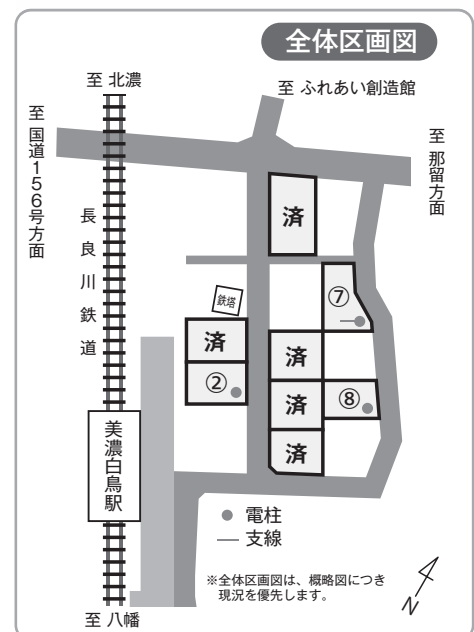 全体区画図
至 北濃
至 ふれあい創造館
至 国道156号方面
至 那留方面
長良川鉄道
済
鉄塔
⑦
済
済
②
済
⑧
済
美濃白鳥駅
電柱
支線
※全体区画図は、概略図につき
現況を優先します。
N
至 八幡